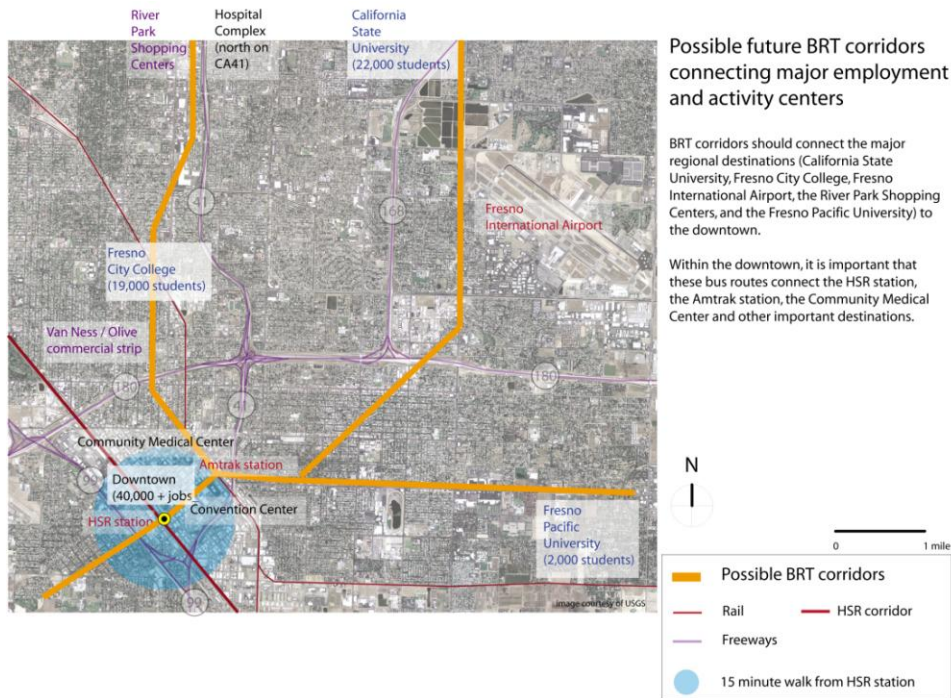 River
Park
Shopping
Centers
Hospital
Complex
(north on
CA41)
California
State
University
(22,000 students)
Possible future BRT corridors
connecting major employment
and activity centers
BRT corridors should connect the major
regional destinations (California State
University, Fresno City College, Fresno
International Airport, the River Park Shopping
Centers, and the Fresno Pacific University) to
the downtown.
Within the downtown, it is important that
these bus routes connect the HSR station,
the Amtrak station, the Community Medical
Center and other important destinations.
41
168
Fresno
International Airport
Fresno
City College
(19,000 students)
Van Ness / Olive
commercial strip
180
180
41
Community Medical Center
Amtrak station
99
Downtown
(40,000 + jobs
Convention Center
HSR station
Fresno
Pacific
University
(2,000 students)
99
Image courtesy of USGS
N
0
1 mile
Possible BRT corridors
Rail
HSR corridor
Freeways
15 minute walk from HSR station